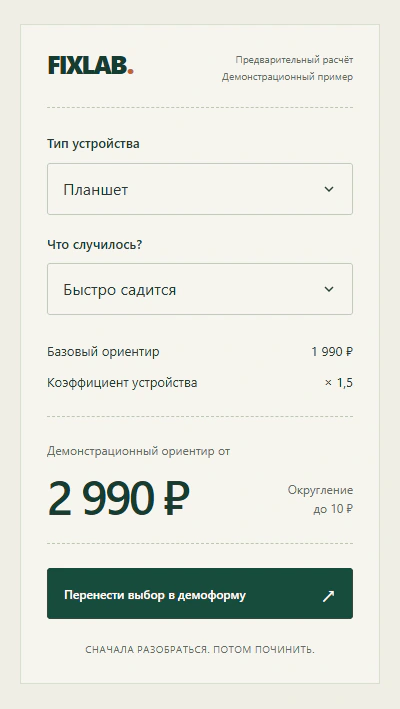 FIXLAB.
Предварительный расчёт
Демонстрационный пример
Тип устройства
Планшет
Что случилось?
Быстро садится
Базовый ориентир 1 990 ₽
Коэффициент устройства × 1,5
Демонстрационный ориентир от
2 990 ₽
Округление
до 10 ₽
Перенести выбор в демоформу ↗
СНАЧАЛА РАЗОБРАТЬСЯ. ПОТОМ ПОЧИНИТЬ.